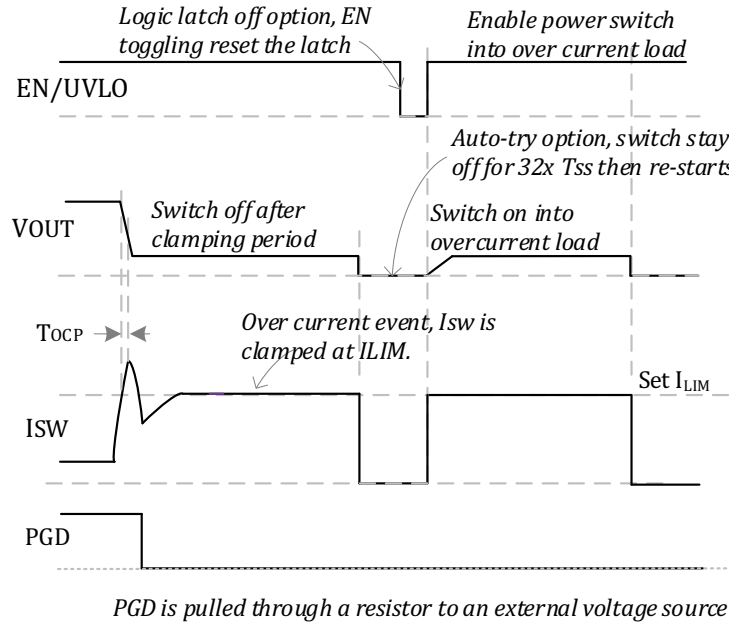 Logic latch off option, EN
toggling reset the latch
Enable power switch
into over current load
EN/UVLO
Auto-try option, switch stay
off for 32x Tss then re-starts
VOUT
Switch off after
clamping period
Switch on into
overcurrent load
TOCP
Over current event, Isw is
clamped at ILIM.
Set ILIM
ISW
PGD
PGD is pulled through a resistor to an external voltage source